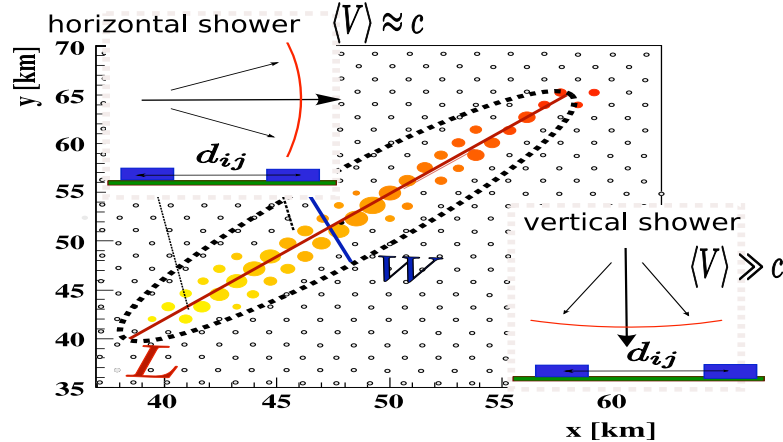 horizontal shower
⟨V⟩ ≈ c
y [km]
70
65
60
55
50
45
40
35
d_ij
vertical shower
⟨V⟩ ≫ c
d_ij
W
L
40
45
50
55
60
x [km]